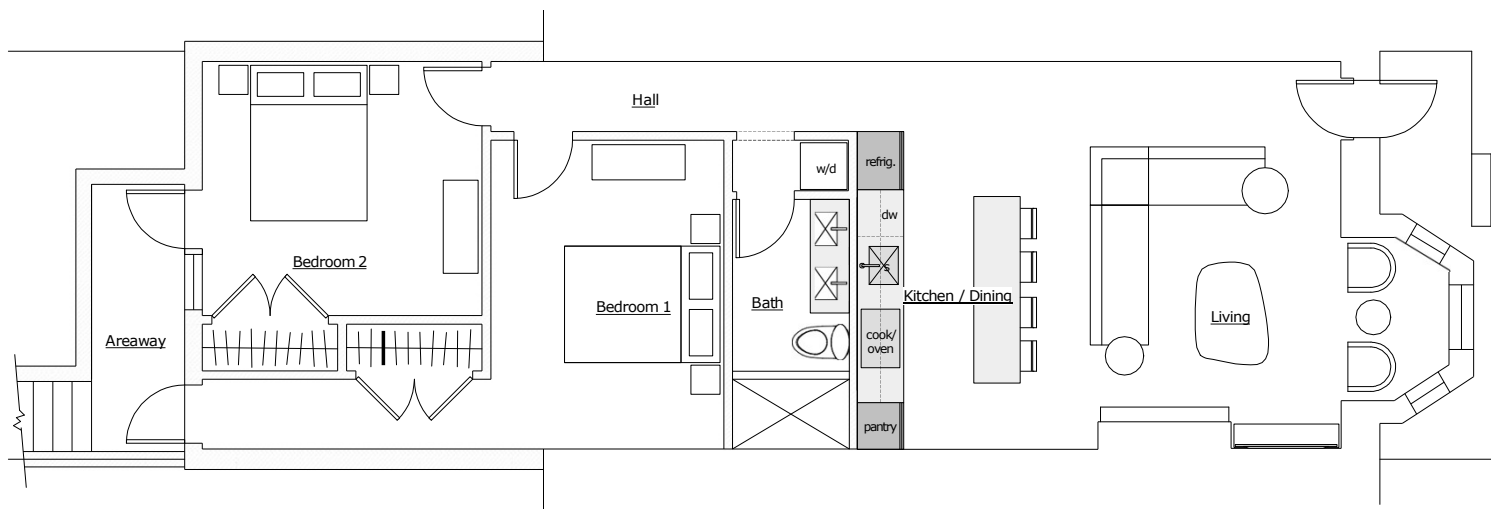 Hall
refrig.
w/d
dw
s
Bedroom 2
Bedroom 1
Bath
Kitchen / Dining
Living
Areaway
cook/
oven
pantry